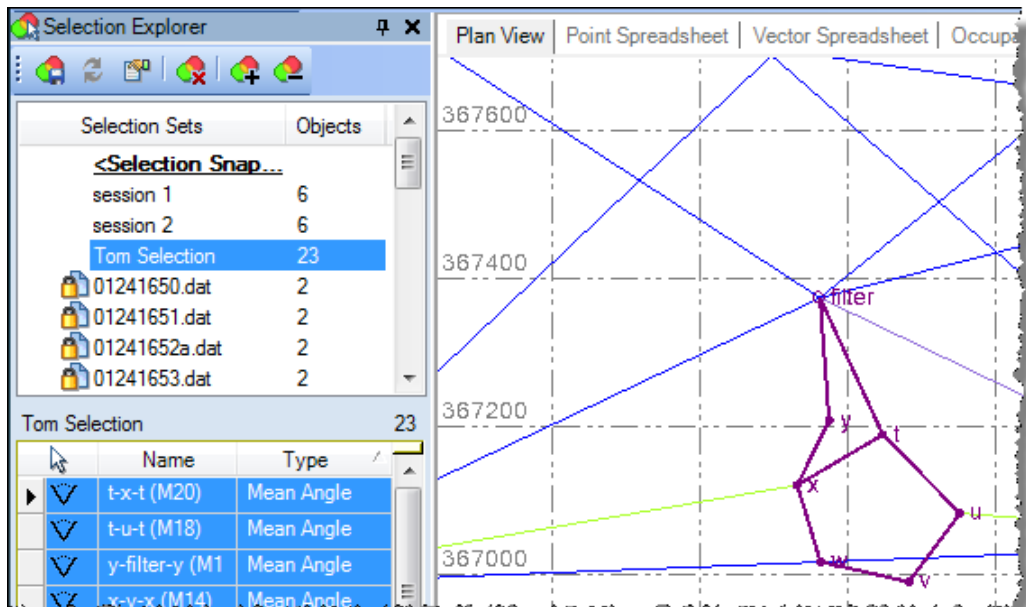 Selection Explorer
Selection Sets Objects
<Selection Snap...
session 1 6
session 2 6
Tom Selection 23
01241650.dat 2
01241651.dat 2
01241652a.dat 2
01241653.dat 2
Tom Selection 23
Name Type
t-x-t (M20) Mean Angle
t-u-t (M18) Mean Angle
y-filter-y (M1 Mean Angle
x-y-x (M14) Mean Angle
Plan View Point Spreadsheet Vector Spreadsheet Occupa
367600
367400
filter
367200
y
t
x
u
367000
w
v